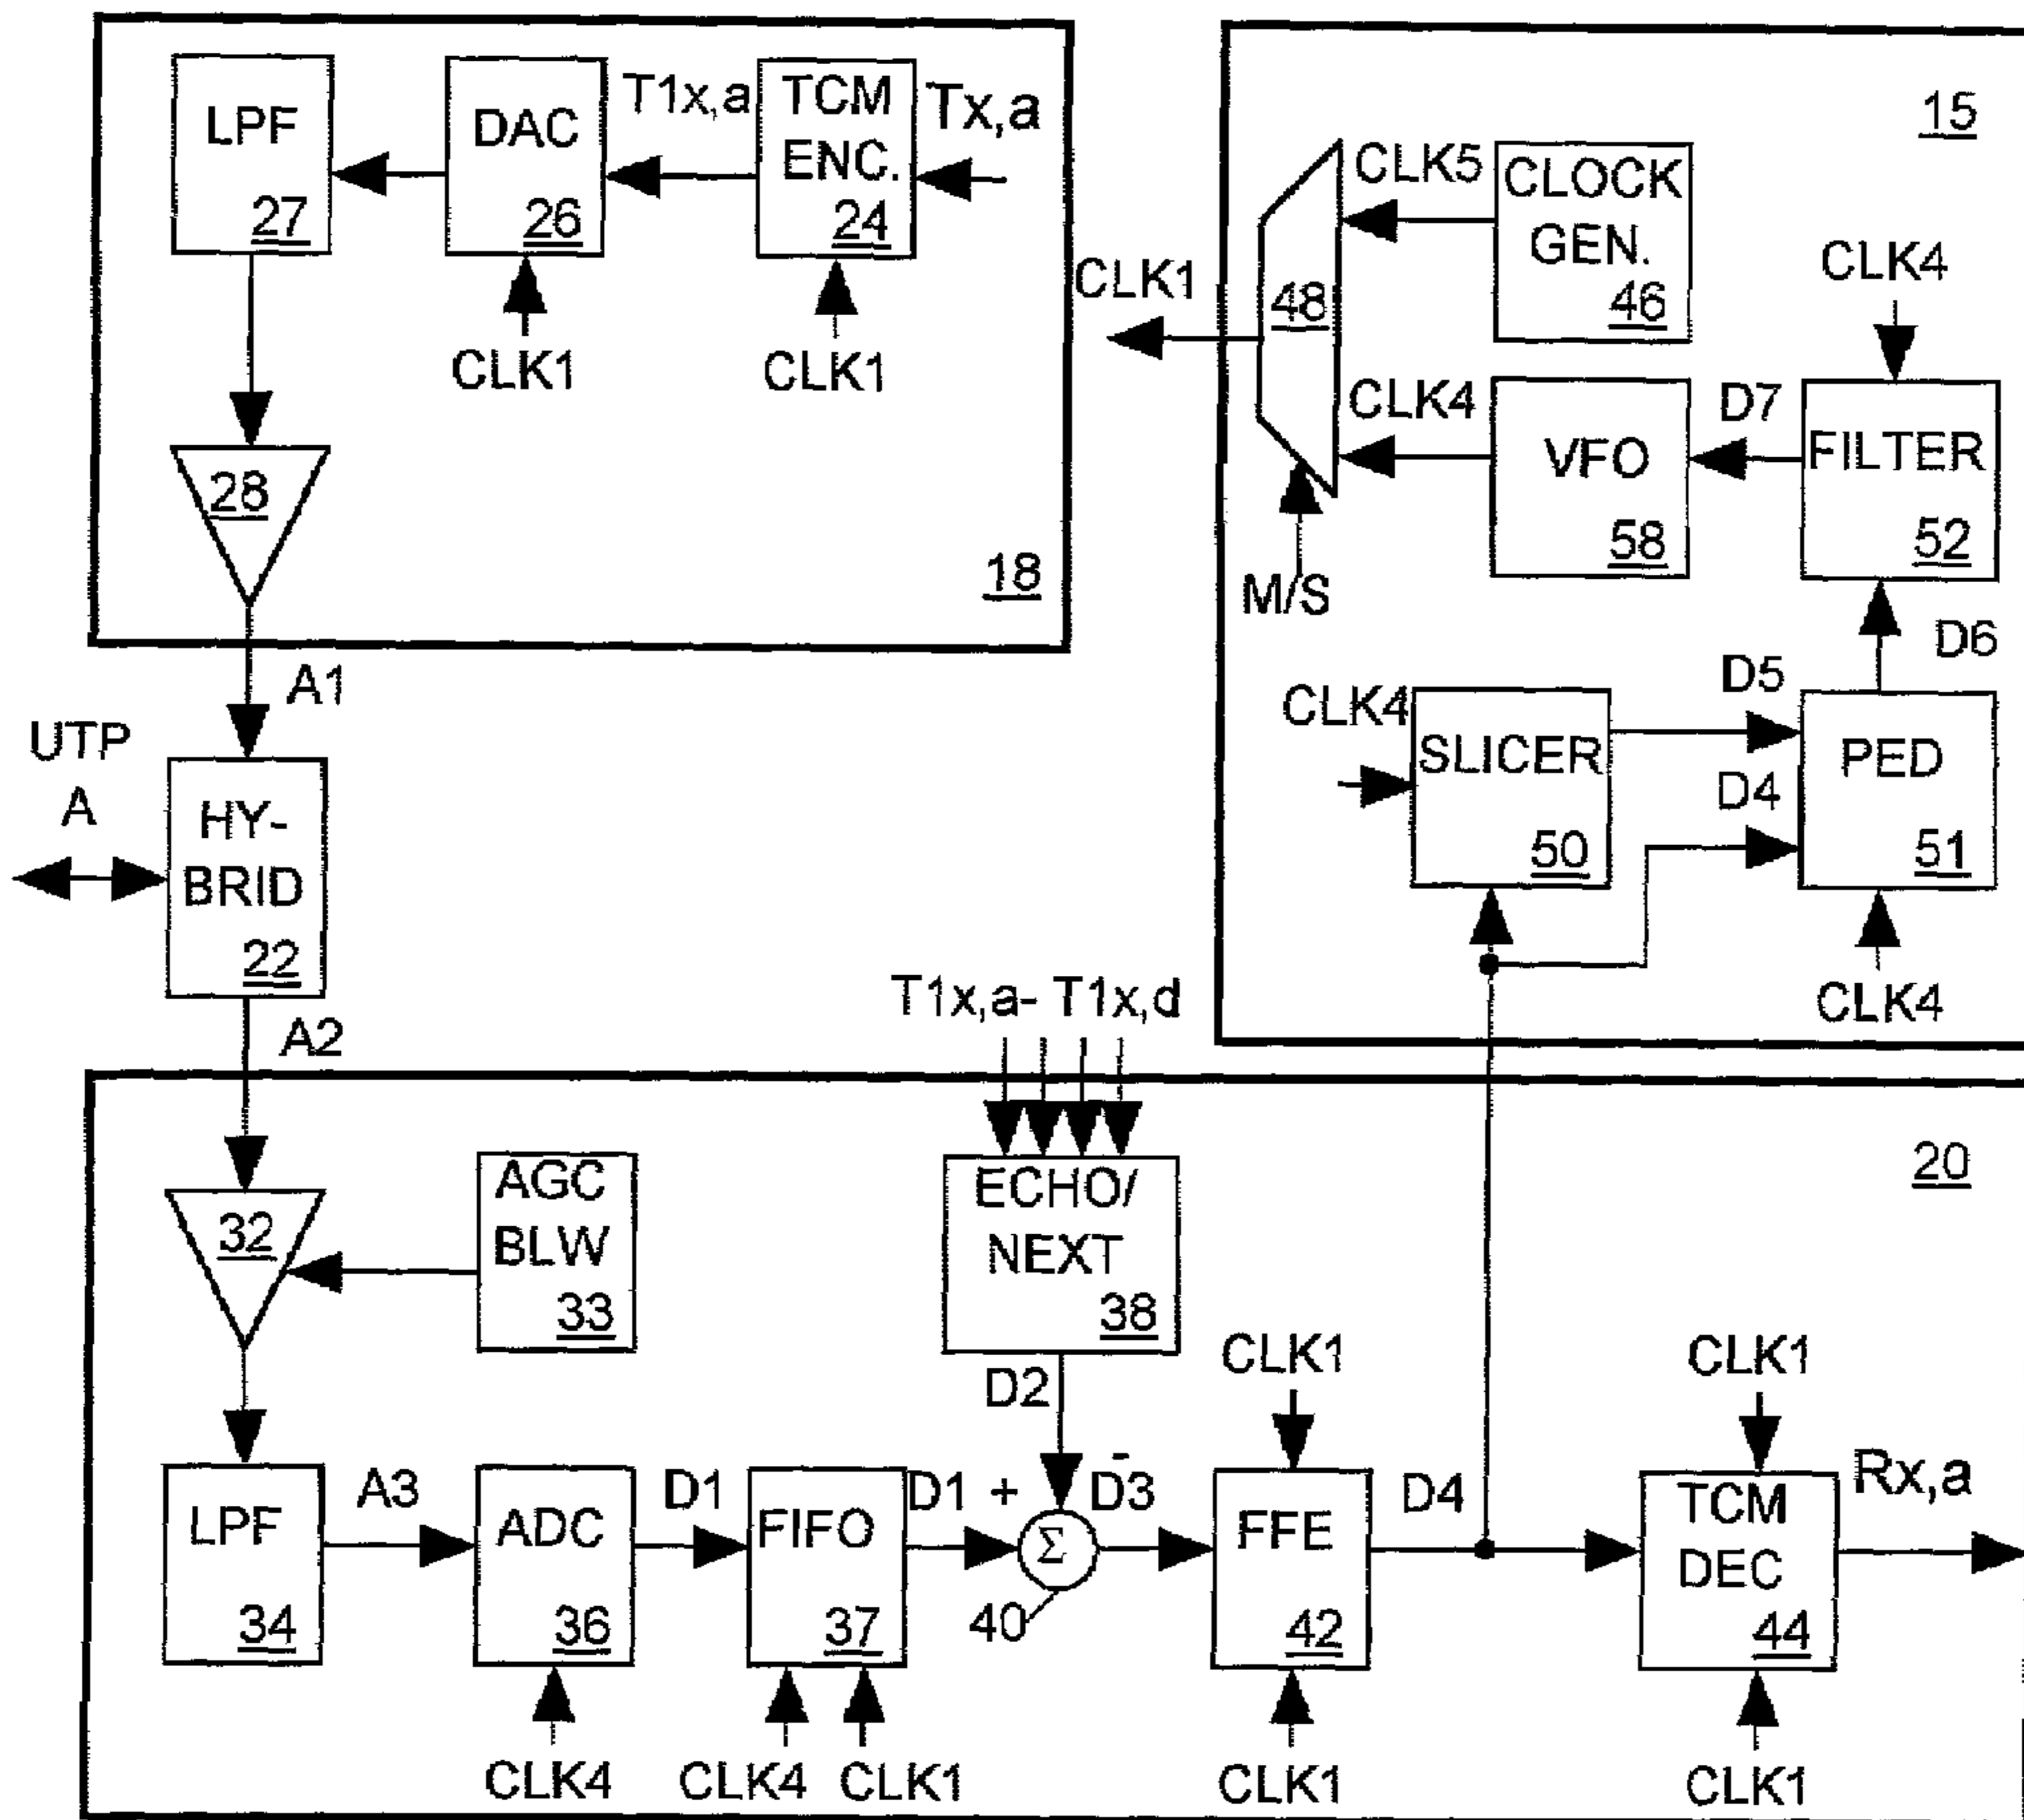 LPF
27
DAC
26
T1x,a
TCM
ENC.
24
Tx,a
CLK1
CLK1
28
18
A1
UTP
A
HY-
BRID
22
A2
15
CLK5
CLOCK
GEN.
46
CLK1
48
CLK4
VFO
58
D7
CLK4
FILTER
52
M/S
D6
CLK4
SLICER
50
D5
D4
PED
51
CLK4
T1x,a- T1x,d
20
32
AGC
BLW
33
ECHO/
NEXT
38
D2
CLK1
CLK1
LPF
34
A3
ADC
36
D1
FIFO
37
D1 +
Σ
40
-
D3
FFE
42
D4
TCM
DEC
44
Rx,a
CLK4
CLK4
CLK1
CLK1
CLK1